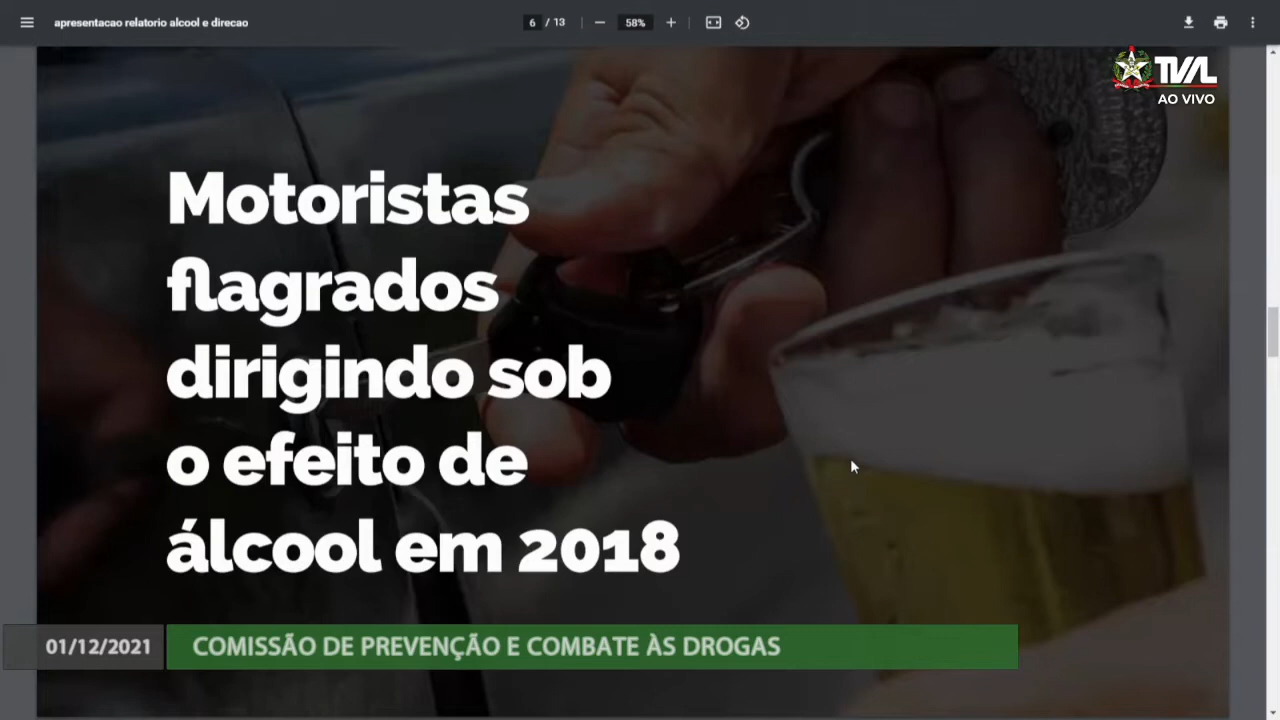 apresentacao relatorio alcool e direcao
6 / 13
58%
TVAL
AO VIVO
Motoristas
flagrados
dirigindo sob
o efeito de
álcool em 2018
01/12/2021
COMISSÃO DE PREVENÇÃO E COMBATE ÀS DROGAS